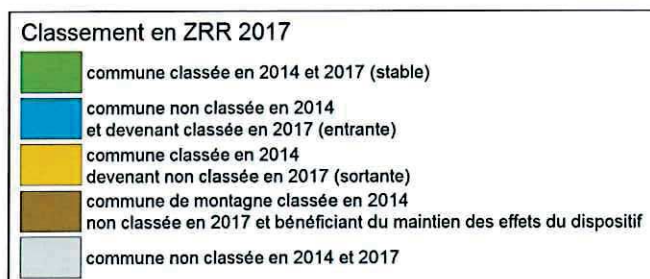 Classement en ZRR 2017
commune classée en 2014 et 2017 (stable)
commune non classée en 2014
et devenant classée en 2017 (entrante)
commune classée en 2014
devenant non classée en 2017 (sortante)
commune de montagne classée en 2014
non classée en 2017 et bénéficiant du maintien des effets du dispositif
commune non classée en 2014 et 2017